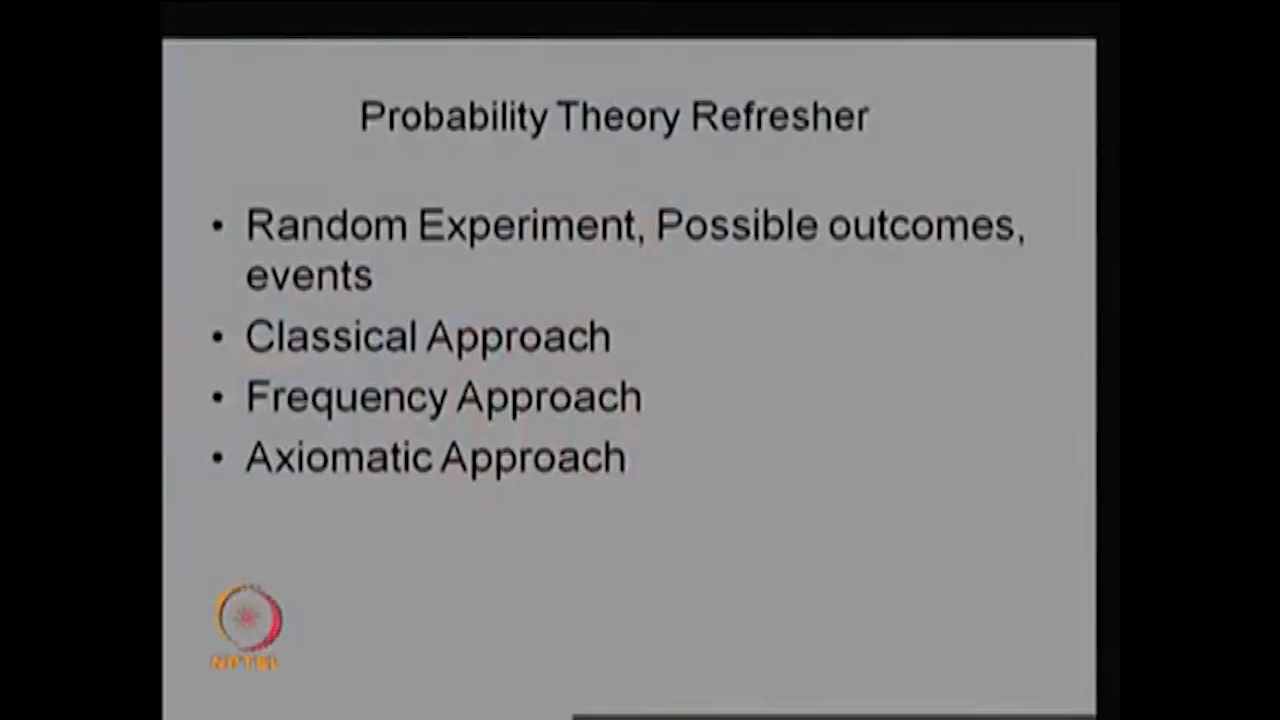 Probability Theory Refresher
• Random Experiment, Possible outcomes,
events
• Classical Approach
• Frequency Approach
• Axiomatic Approach
NPTEL